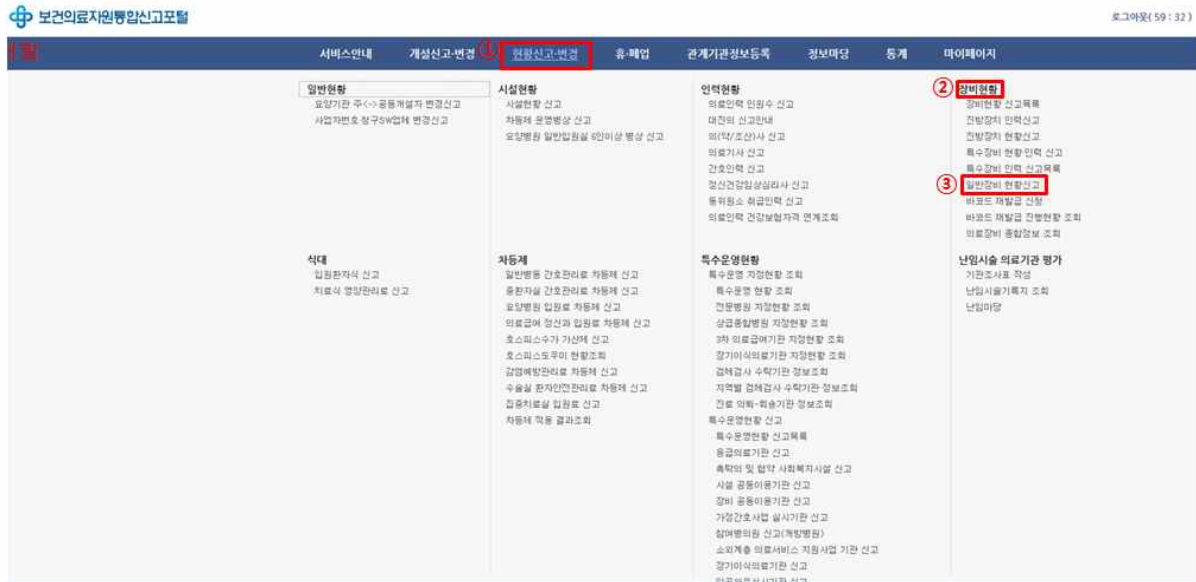 보건의료자원통합신고포털
로그아웃( 59 : 32 )
서비스안내 개설신고·변경 ① 현황신고·변경 휴·폐업 관계기관정보등록 정보마당 통계 마이페이지
일반현황
요양기관 주<->공동개설자 변경신고
사업자번호·청구SW업체 변경신고
시설현황
시설현황 신고
차등제 운영병상 신고
요양병원 일반입원실 6인이상 병상 신고
인력현황
의료인력 인원수 신고
대진의 신고안내
의(약/조산)사 신고
의료기사 신고
간호인력 신고
정신건강임상심리사 신고
동위원소 취급인력 신고
의료인력 건강보험자격 연계조회
② 장비현황
장비현황 신고목록
진방장치 인력신고
진방장치 현황신고
특수장비 현황·인력 신고
특수장비 인력 신고목록
③ 일반장비 현황신고
바코드 재발급 신청
바코드 재발급 진행현황 조회
의료장비 종합정보 조회
식대
입원환자식 신고
치료식 영양관리료 신고
차등제
일반병동 간호관리료 차등제 신고
중환자실 간호관리료 차등제 신고
요양병원 입원료 차등제 신고
의료급여 정신과 입원료 차등제 신고
호스피스수가 가산제 신고
호스피스도우미 현황조회
감염예방관리료 차등제 신고
수술실 환자안전관리료 차등제 신고
집중치료실 입원료 신고
차등제 적용 결과조회
특수운영현황
특수운영 지정현황 조회
특수운영 현황 조회
전문병원 지정현황 조회
상급종합병원 지정현황 조회
3차 의료급여기관 지정현황 조회
장기이식의료기관 지정현황 조회
검체검사 수탁기관 정보조회
지역별 검체검사 수탁기관 정보조회
진료 의뢰-회송기관 정보조회
특수운영현황 신고
특수운영현황 신고목록
응급의료기관 신고
촉탁의 및 협약 사회복지시설 신고
시설 공동이용기관 신고
장비 공동이용기관 신고
가정간호사업 실시기관 신고
참여병의원 신고(개방병원)
소외계층 의료서비스 지원사업 기관 신고
장기이식의료기관 신고
난임시술 의료기관 평가
기관조사표 작성
난임시술기록지 조회
난임마당